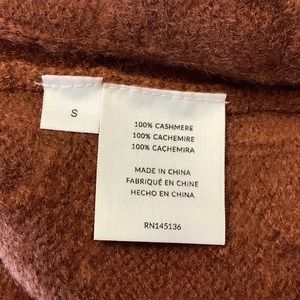 S
100% CASHMERE
100% CACHEMIRE
100% CACHEMIRA
MADE IN CHINA
FABRIQUÉ EN CHINE
HECHO EN CHINA
RN145136